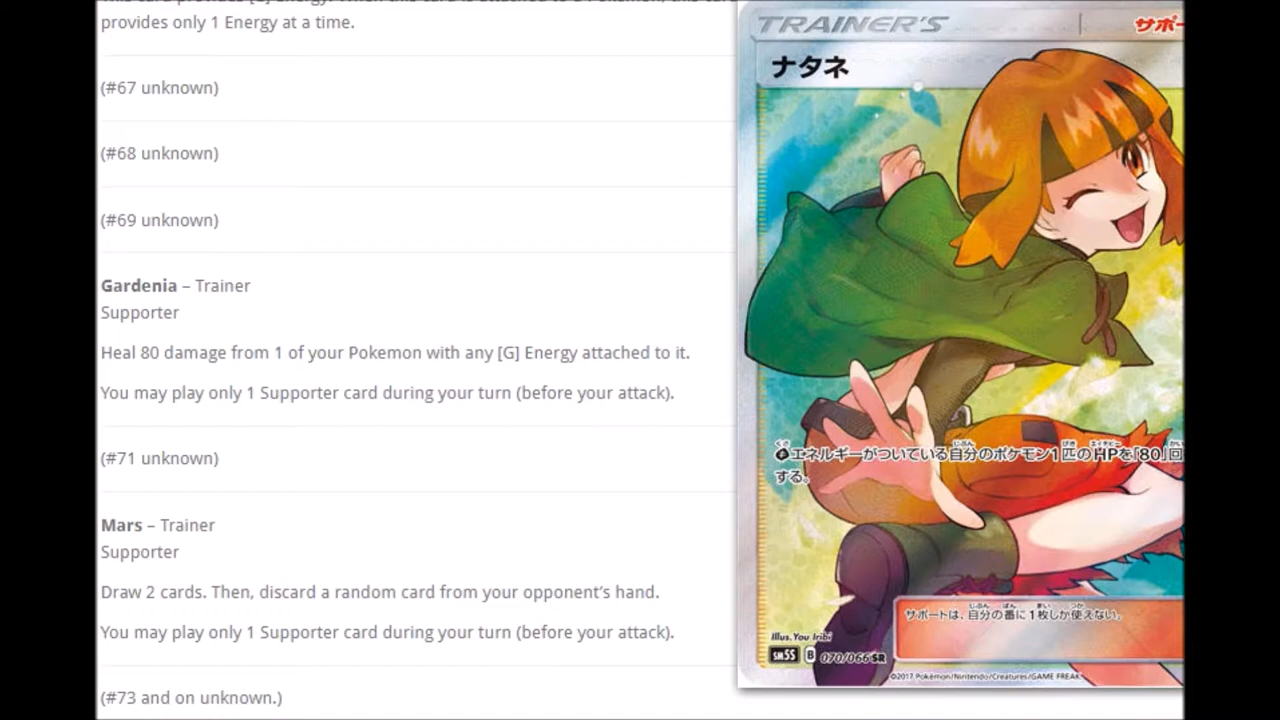 provides only 1 Energy at a time.
(#67 unknown)
(#68 unknown)
(#69 unknown)
Gardenia – Trainer
Supporter
Heal 80 damage from 1 of your Pokemon with any [G] Energy attached to it.
You may play only 1 Supporter card during your turn (before your attack).
(#71 unknown)
Mars – Trainer
Supporter
Draw 2 cards. Then, discard a random card from your opponent’s hand.
You may play only 1 Supporter card during your turn (before your attack).
(#73 and on unknown.)
TRAINER'S
サポー
ナタネ
エネルギーがついている自分のポケモン1匹のHPを「80」回
する。
サポートは、自分の番に1枚しか使えない。
Illus. You Iribi
SM5S B 070/066 SR
©2017 Pokémon/Nintendo/Creatures/GAME FREAK.